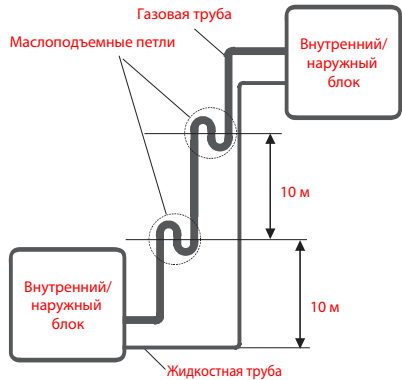 Газовая труба
Маслоподъемные петли
Внутренний/
наружный
блок
10 м
Внутренний/
наружный
блок
10 м
Жидкостная труба